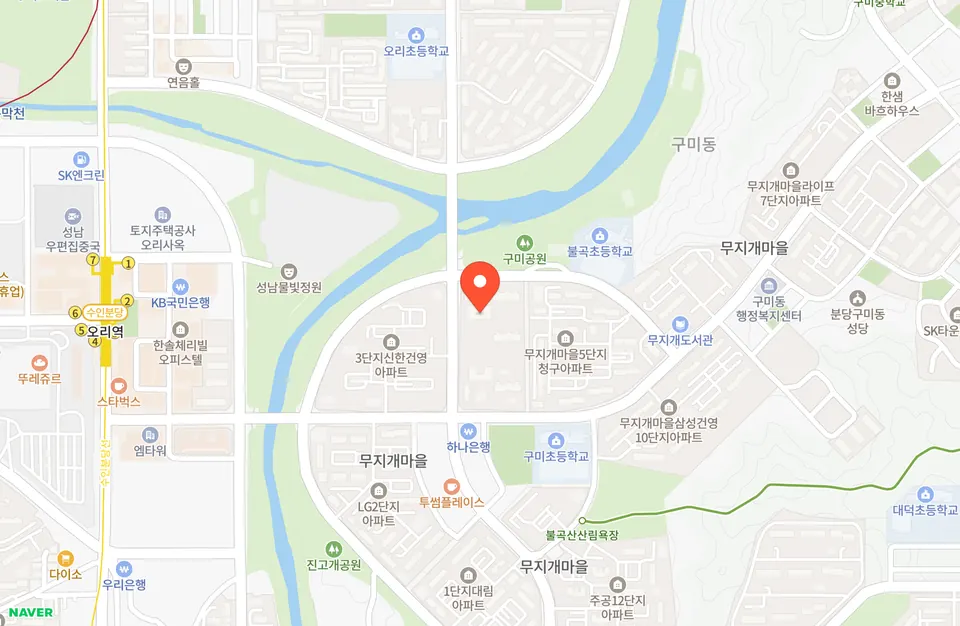 구미중학교
오리초등학교
연음홀
한샘
바흐하우스
막천
구미동
SK엔크린
무지개마을라이프
7단지아파트
성남
우편집중국
토지주택공사
오리사옥
불곡초등학교
무지개마을
구미공원
7
1
성남물빛정원
KB국민은행
2
수인분당
6
5
4
오리역
구미동
행정복지센터
분당구미동
성당
SK타운
스
휴업)
한솔체리빌
오피스텔
3단지신한건영
아파트
무지개마을5단지
청구아파트
무지개도서관
뚜레쥬르
스타벅스
무지개마을삼성건영
10단지아파트
엠타워
수인분당선
하나은행
구미초등학교
무지개마을
LG2단지
아파트
투썸플레이스
대덕초등학교
불곡산산림욕장
진고개공원
무지개마을
다이소
우리은행
1단지대림
아파트
주공12단지
아파트
NAVER